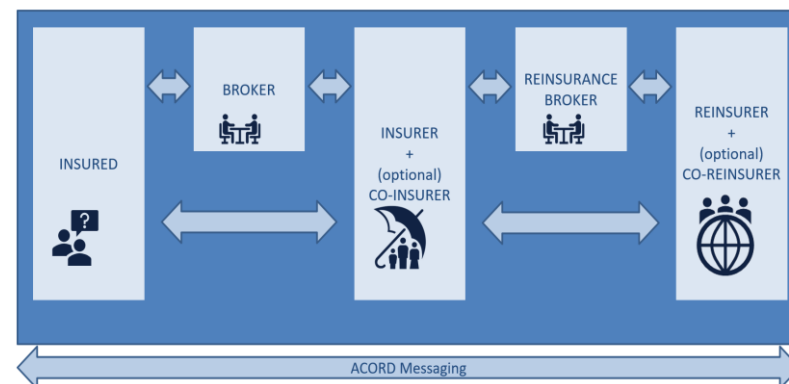 INSURED
?
BROKER
INSURER
+
(optional)
CO-INSURER
REINSURANCE
BROKER
REINSURER
+
(optional)
CO-REINSURER
ACORD Messaging